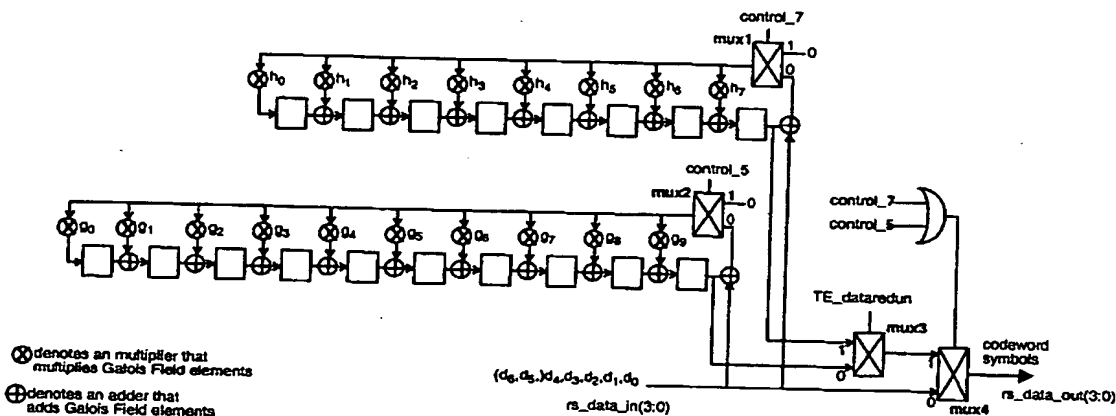 control_7
mux1
1
0
0
h0
h1
h2
h3
h4
h5
h6
h7
control_5
mux2
1
0
0
g0
g1
g2
g3
g4
g5
g6
g7
g8
g9
control_7
control_5
TE_dataredun
mux3
1
0
codeword
symbols
1
0
mux4
rs_data_out(3:0)
{d6,d5,}d4,d3,d2,d1,d0
rs_data_in(3:0)
⊗ denotes an multiplier that
multiplies Galois Field elements
⊕ denotes an adder that
adds Galois Field elements